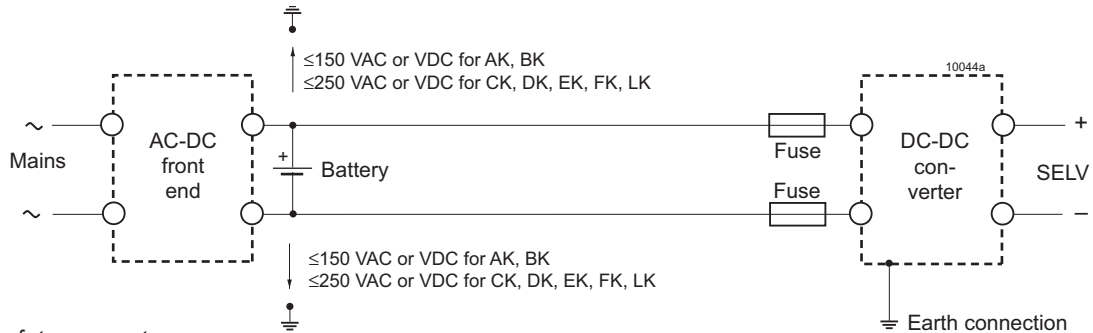 ≤150 VAC or VDC for AK, BK
≤250 VAC or VDC for CK, DK, EK, FK, LK
10044a
~
Mains
~
AC-DC
front
end
+
Battery
Fuse
Fuse
DC-DC
con-
verter
+
SELV
–
≤150 VAC or VDC for AK, BK
≤250 VAC or VDC for CK, DK, EK, FK, LK
Earth connection